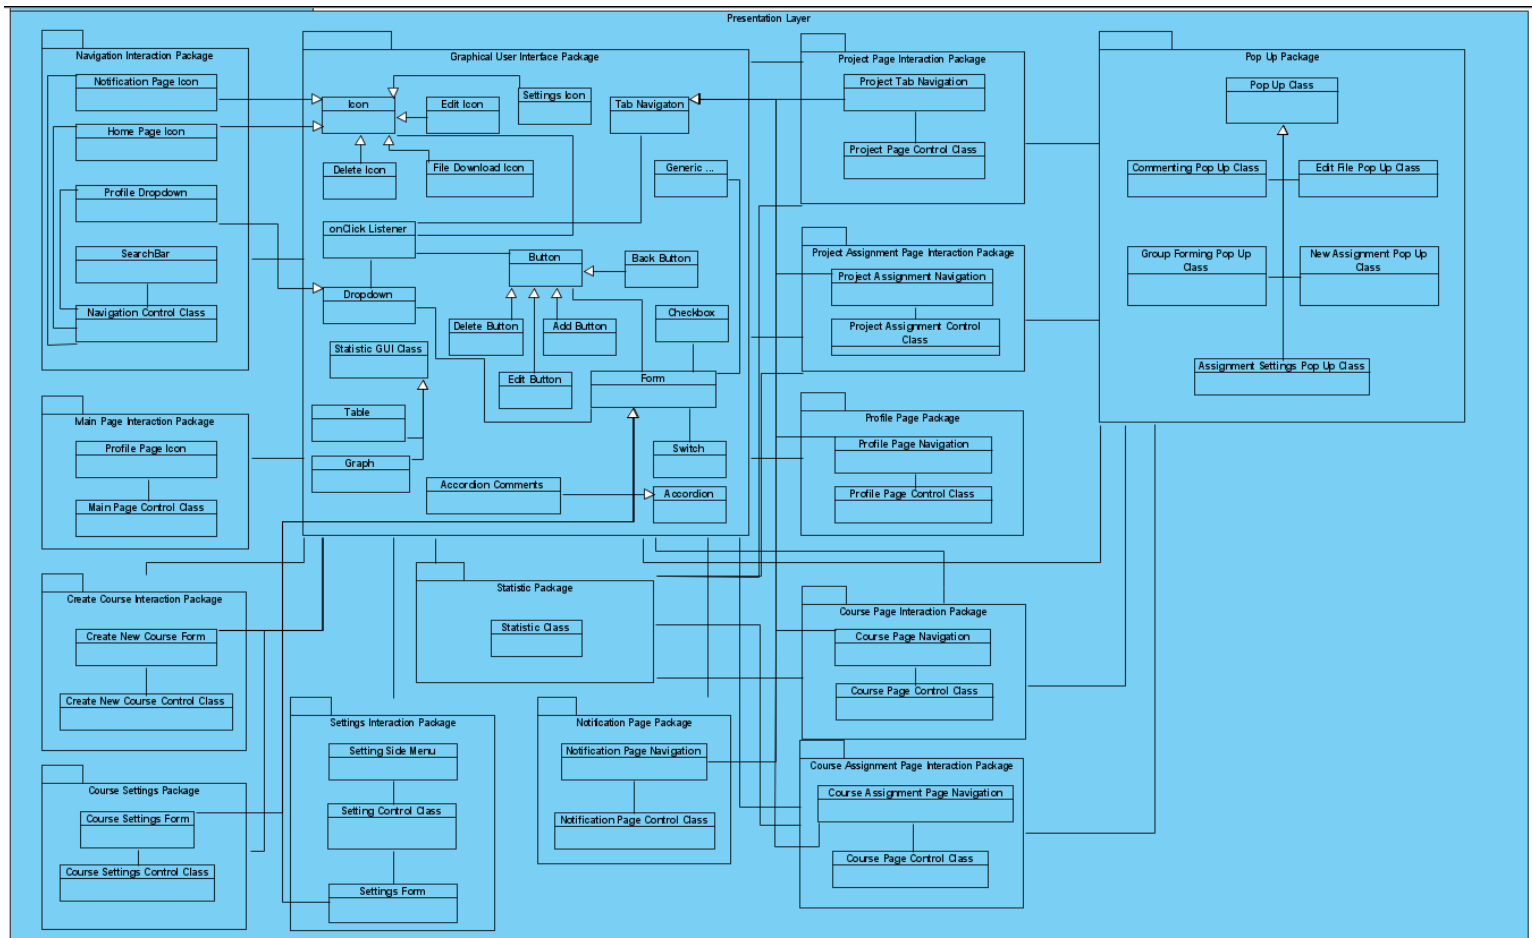 Presentation Layer
Navigation Interaction Package
Notification Page Icon
Home Page Icon
Profile Dropdown
SearchBar
Navigation Control Class
Graphical User Interface Package
Icon
Edit Icon
Settings Icon
Tab Navigaton
Delete Icon
File Download Icon
Generic ...
onClick Listener
Button
Back Button
Dropdown
Delete Button
Add Button
Checkbox
Statistic GUI Class
Edit Button
Form
Table
Graph
Switch
Accordion Comments
Accordion
Project Page Interaction Package
Project Tab Navigation
Project Page Control Class
Project Assignment Page Interaction Package
Project Assignment Navigation
Project Assignment Control
Class
Profile Page Package
Profile Page Navigation
Profile Page Control Class
Pop Up Package
Pop Up Class
Commenting Pop Up Class
Edit File Pop Up Class
Group Forming Pop Up
Class
New Assignment Pop Up
Class
Assignment Settings Pop Up Class
Main Page Interaction Package
Profile Page Icon
Main Page Control Class
Create Course Interaction Package
Create New Course Form
Create New Course Control Class
Statistic Package
Statistic Class
Course Page Interaction Package
Course Page Navigation
Course Page Control Class
Course Settings Package
Course Settings Form
Course Settings Control Class
Settings Interaction Package
Setting Side Menu
Setting Control Class
Settings Form
Notification Page Package
Notification Page Navigation
Notification Page Control Class
Course Assignment Page Interaction Package
Course Assignment Page Navigation
Course Page Control Class